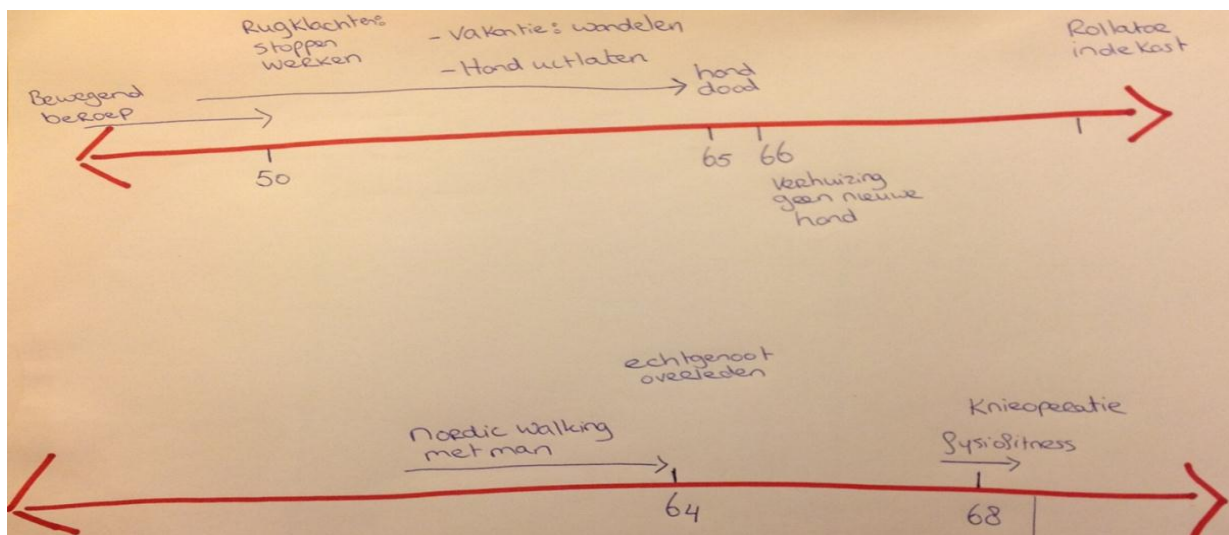 Rugklachten:
stoppen
werken
- Vakantie: wandelen
- Hond uitlaten
Rollator
in de kast
Bewegend
beroep
hond
dood
50
65
66
verhuizing
geen nieuwe
hond
echtgenoot
overleden
Nordic walking
met man
Knieoperatie
fysiofitness
64
68